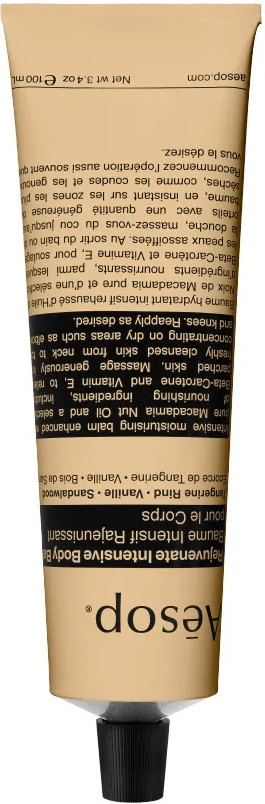 Aēsop®
Rejuvenate Intensive Body
Baume Intensif Rajeunissant
pour le Corps
Tangerine Rind • Vanille • Sandalwood
Ecorce de Tangerine • Vanille • Bois de
Intensive moisturising balm enhanced
pure Macadamia Nut Oil and a
of nourishing ingredients,
Beta-Carotene and Vitamin E, to
parched skin. Massage generously
freshly cleansed skin from neck to
concentrating on dry areas such as
and knees. Reapply as desired.
Baume hydratant intensif rehaussé d'Huile
Noix de Macadamia pure et d'une
d'ingrédients nourrissants, parmi lesquels
Beta-Carotène et Vitamine E, pour
les peaux assoiffées. Au sortir du bain ou
la douche, massez-vous du cou
orteils avec une quantité généreuse
baume, en insistant sur les zones les
sèches, comme les coudes et les
Recommencez l'opération aussi souvent
vous le désirez.
aesop.com Net wt 3.4 oz ℮ 100 mL